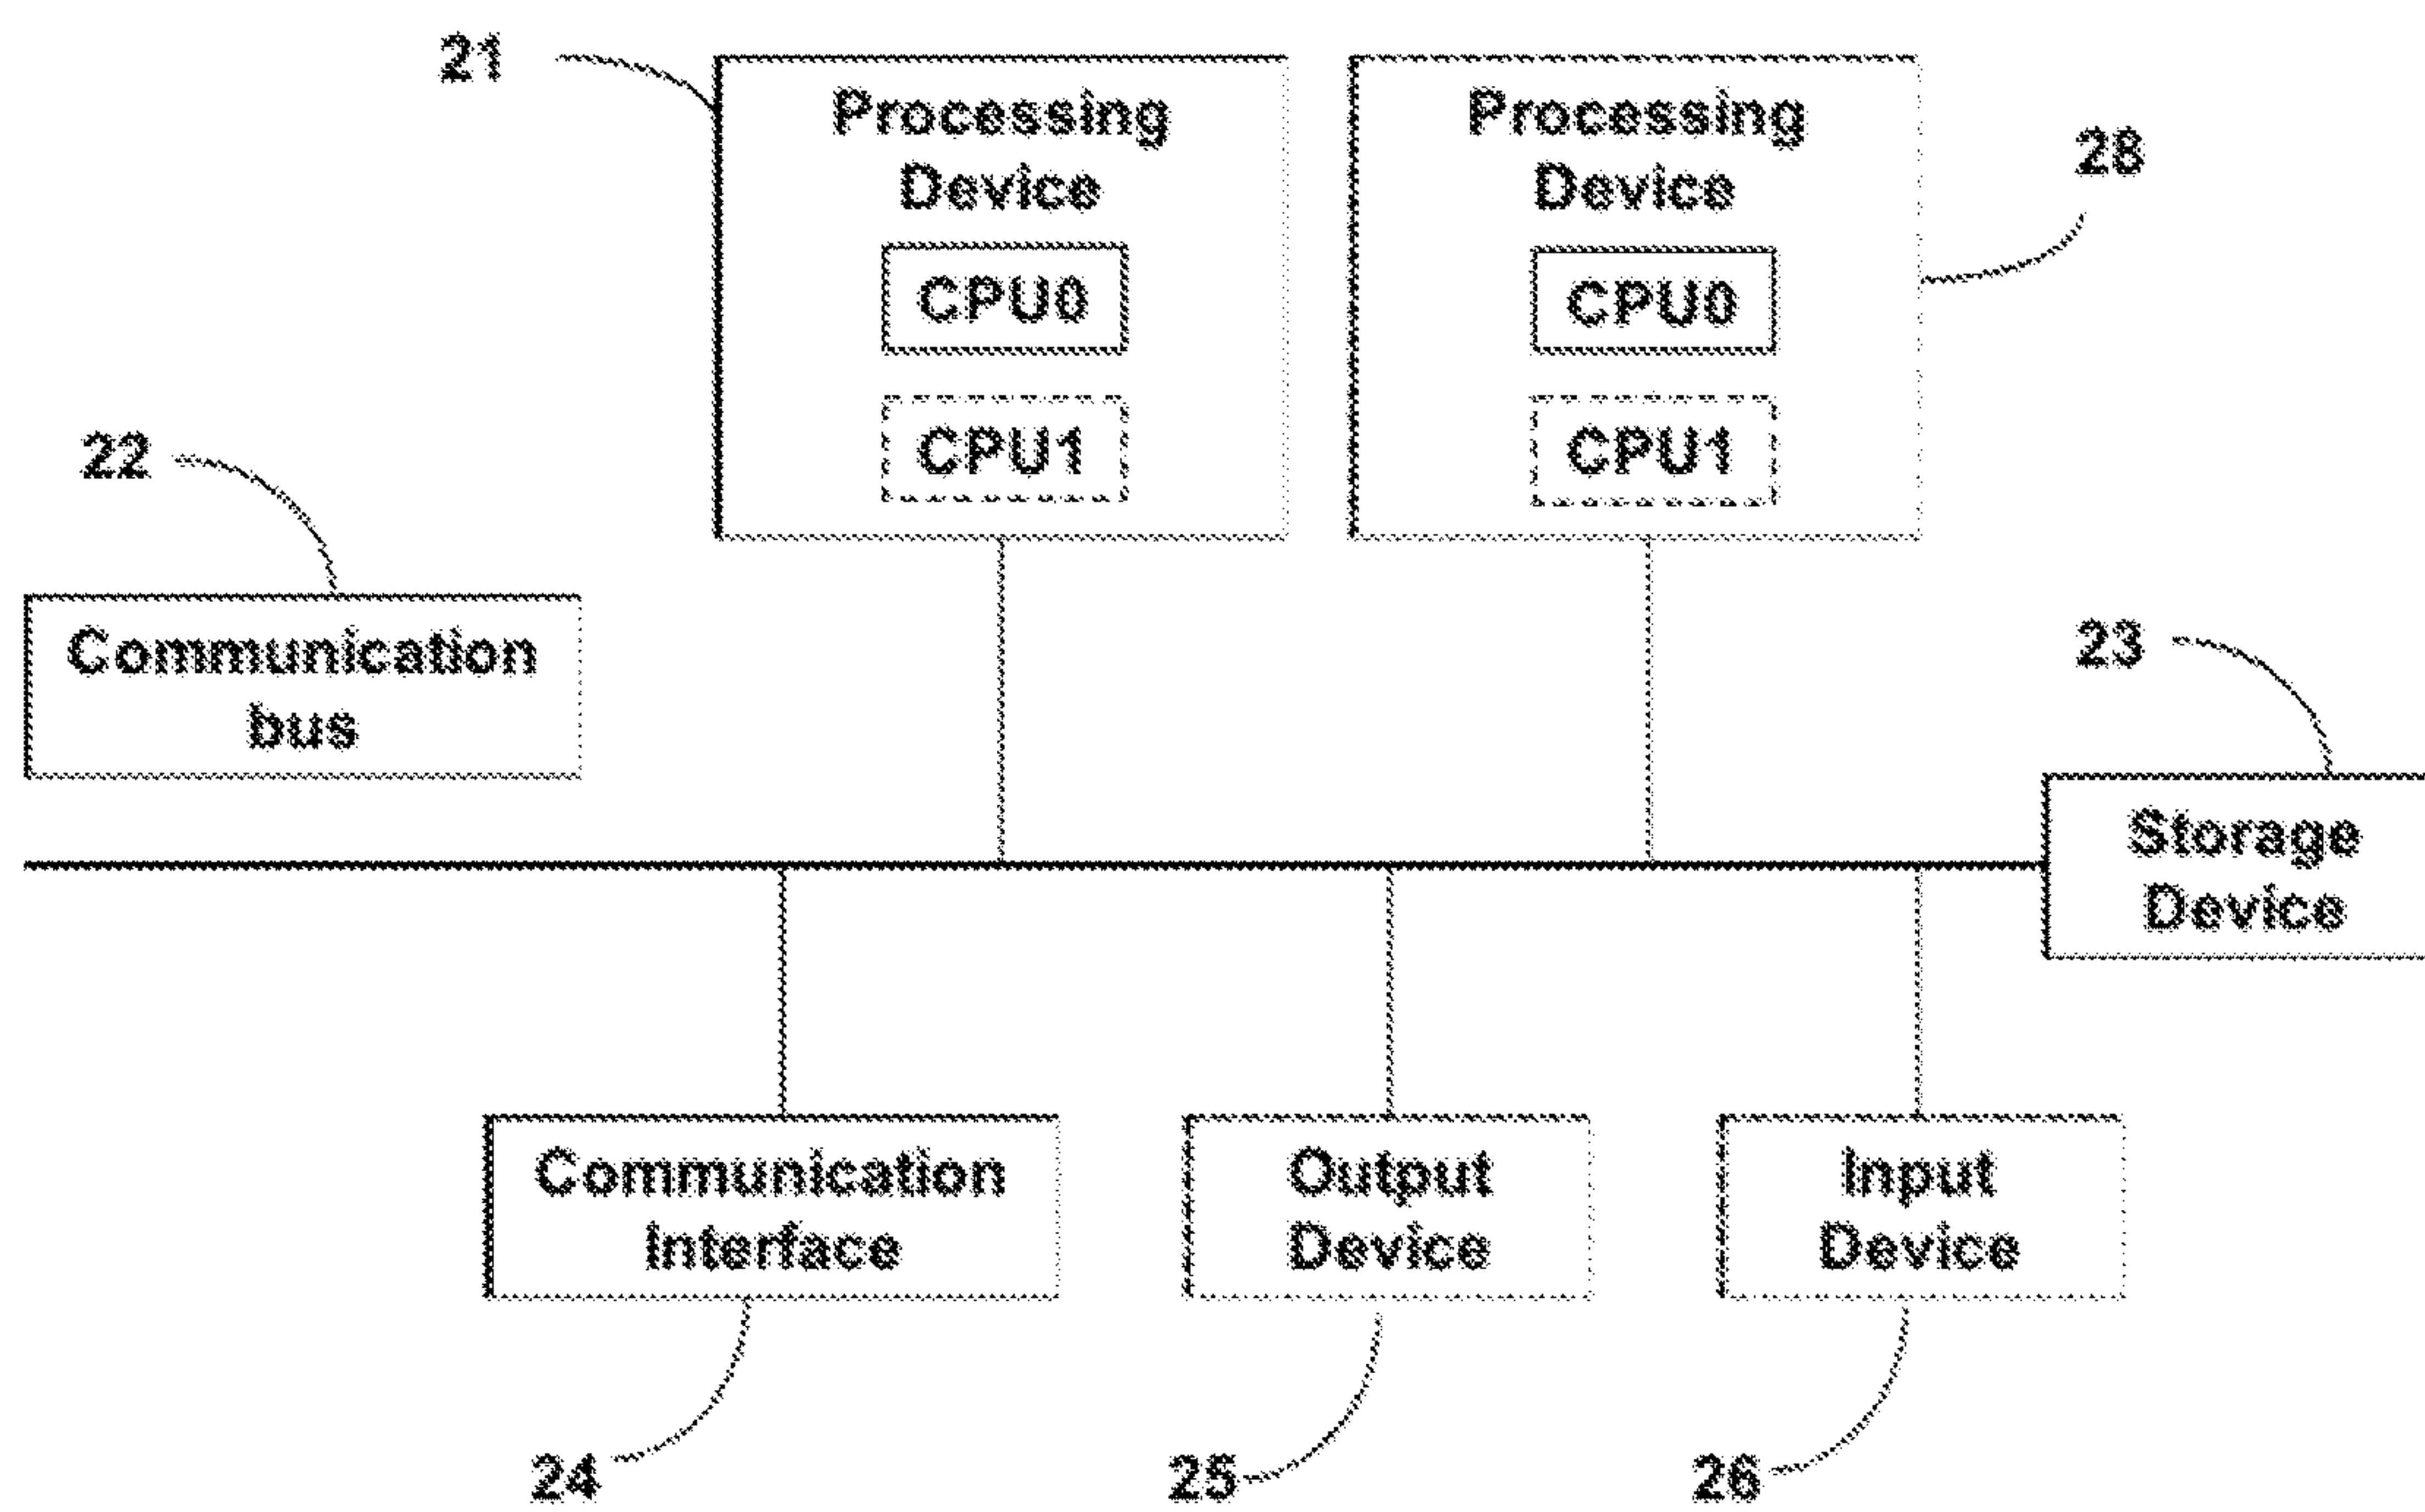 21
Processing
Device
CPU0
CPU1
Processing
Device
CPU0
CPU1
28
22
Communication
bus
23
Storage
Device
Communication
Interface
Output
Device
Input
Device
24
25
26